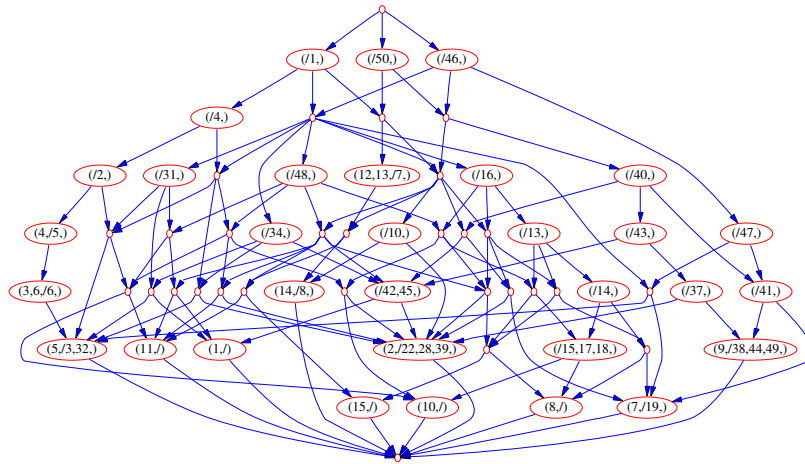 (/1,) (/50,) (/46,)
(/4,)
(/2,) (/31,) (/48,) (12,13,/7,) (/16,) (/40,)
(4,/5,) (/34,) (/10,) (/13,) (/43,) (/47,)
(3,6,/6,) (14,/8,) (/42,45,) (/14,) (/37,) (/41,)
(5,/3,32,) (11,/) (1,/) (2,/22,28,39,) (/15,17,18,) (9,/38,44,49,)
(15,/) (10,/) (8,/) (7,/19,)